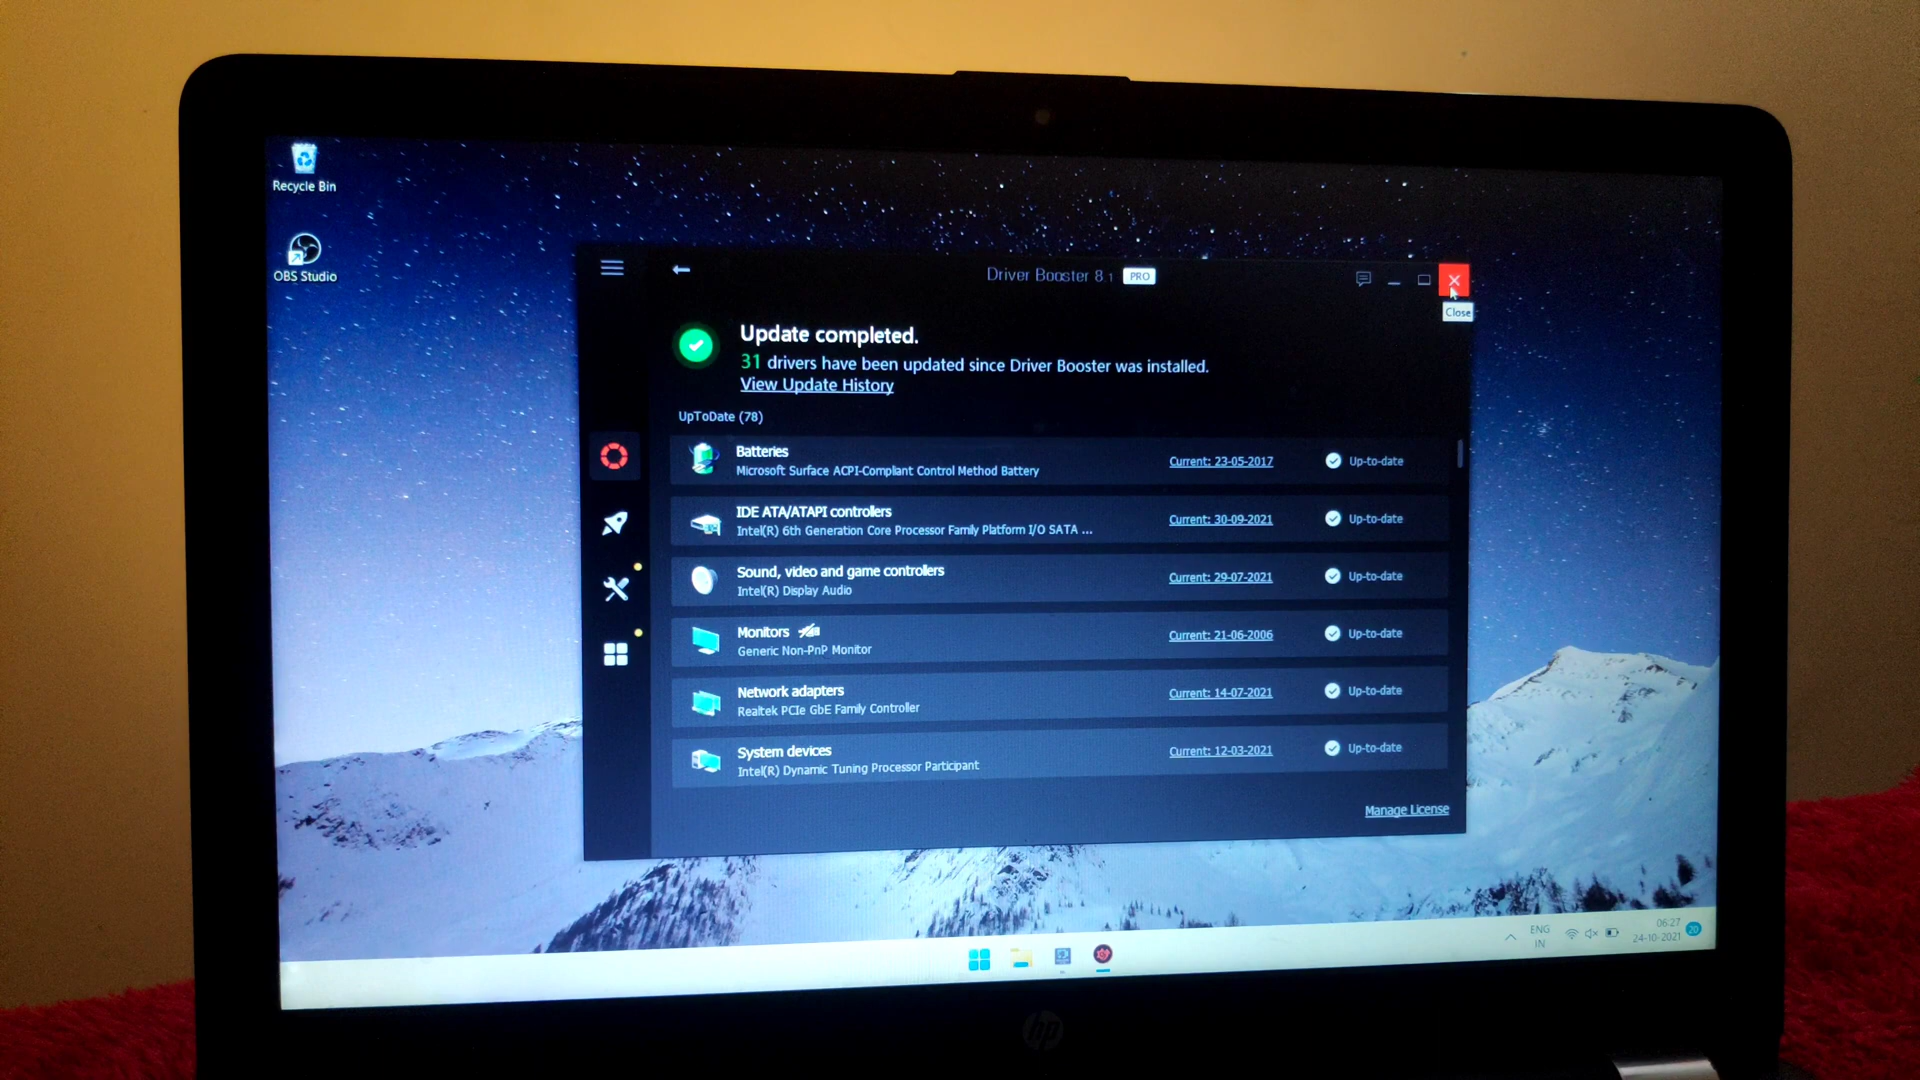 Recycle Bin
OBS Studio
Driver Booster 8.1 PRO
Close
Update completed.
31 drivers have been updated since Driver Booster was installed.
View Update History
UpToDate (78)
Batteries
Microsoft Surface ACPI-Compliant Control Method Battery
Current: 23-05-2017
Up-to-date
IDE ATA/ATAPI controllers
Intel(R) 6th Generation Core Processor Family Platform I/O SATA ...
Current: 30-09-2021
Up-to-date
Sound, video and game controllers
Intel(R) Display Audio
Current: 29-07-2021
Up-to-date
Monitors
Generic Non-PnP Monitor
Current: 21-06-2006
Up-to-date
Network adapters
Realtek PCIe GbE Family Controller
Current: 14-07-2021
Up-to-date
System devices
Intel(R) Dynamic Tuning Processor Participant
Current: 12-03-2021
Up-to-date
Manage License
ENG
IN
06:27
24-10-2021
20
hp